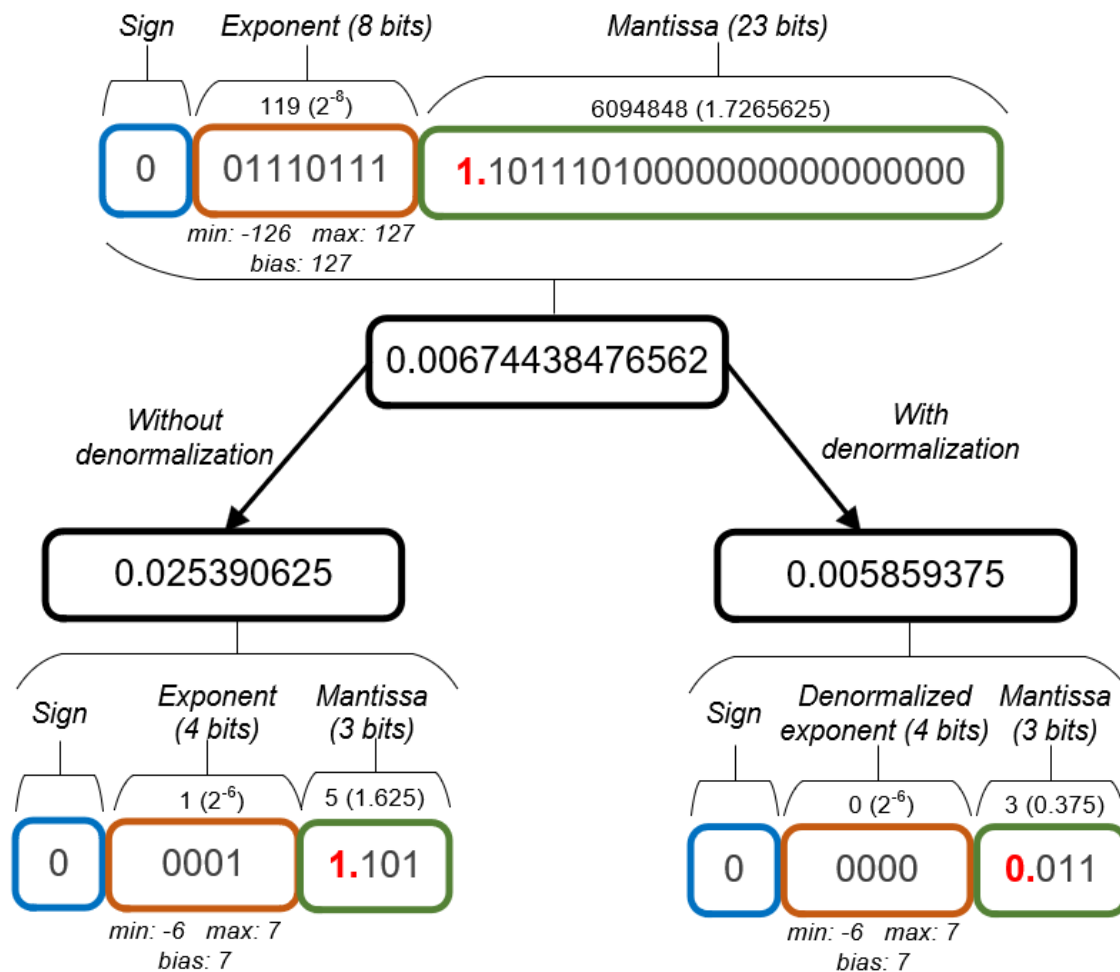 Sign Exponent (8 bits) Mantissa (23 bits)
119 (2⁻⁸) 6094848 (1.7265625)
0 01110111 1.10111010000000000000000
min: -126 max: 127
bias: 127
0.00674438476562
Without
denormalization
With
denormalization
0.025390625 0.005859375
Sign
Exponent
(4 bits)
Mantissa
(3 bits)
1 (2⁻⁶) 5 (1.625)
0 0001 1.101
min: -6 max: 7
bias: 7
Sign
Denormalized
exponent (4 bits)
Mantissa
(3 bits)
0 (2⁻⁶) 3 (0.375)
0 0000 0.011
min: -6 max: 7
bias: 7